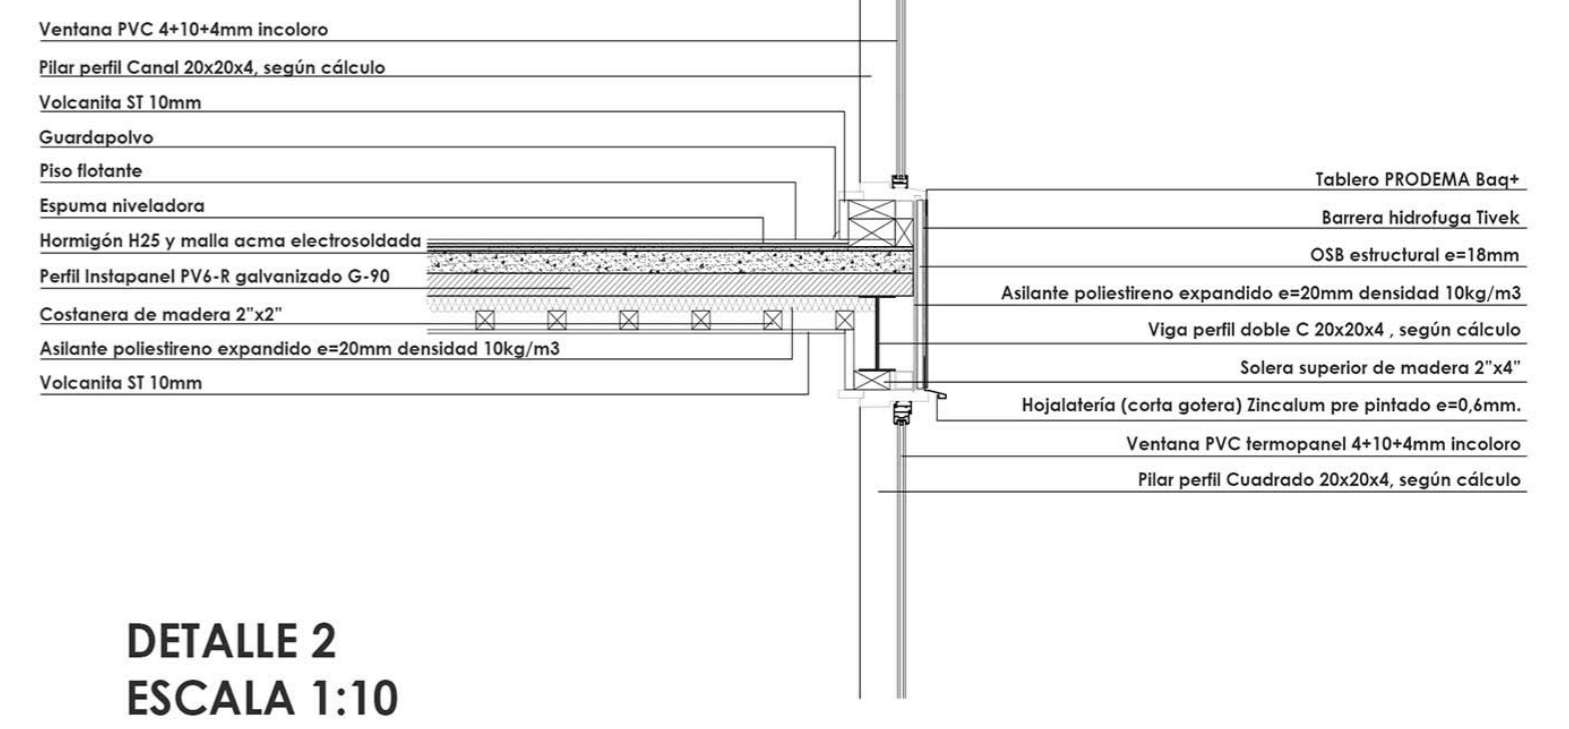 Ventana PVC 4+10+4mm incoloro
Pilar perfil Canal 20x20x4, según cálculo
Volcanita ST 10mm
Guardapolvo
Piso flotante
Espuma niveladora
Hormigón H25 y malla acma electrosoldada
Perfil Instapanel PV6-R galvanizado G-90
Costanera de madera 2"x2"
Asilante poliestireno expandido e=20mm densidad 10kg/m3
Volcanita ST 10mm
Tablero PRODEMA Baq+
Barrera hidrofuga Tivek
OSB estructural e=18mm
Asilante poliestireno expandido e=20mm densidad 10kg/m3
Viga perfil doble C 20x20x4 , según cálculo
Solera superior de madera 2"x4"
Hojalatería (corta gotera) Zincalum pre pintado e=0,6mm.
Ventana PVC termopanel 4+10+4mm incoloro
Pilar perfil Cuadrado 20x20x4, según cálculo
DETALLE 2
ESCALA 1:10